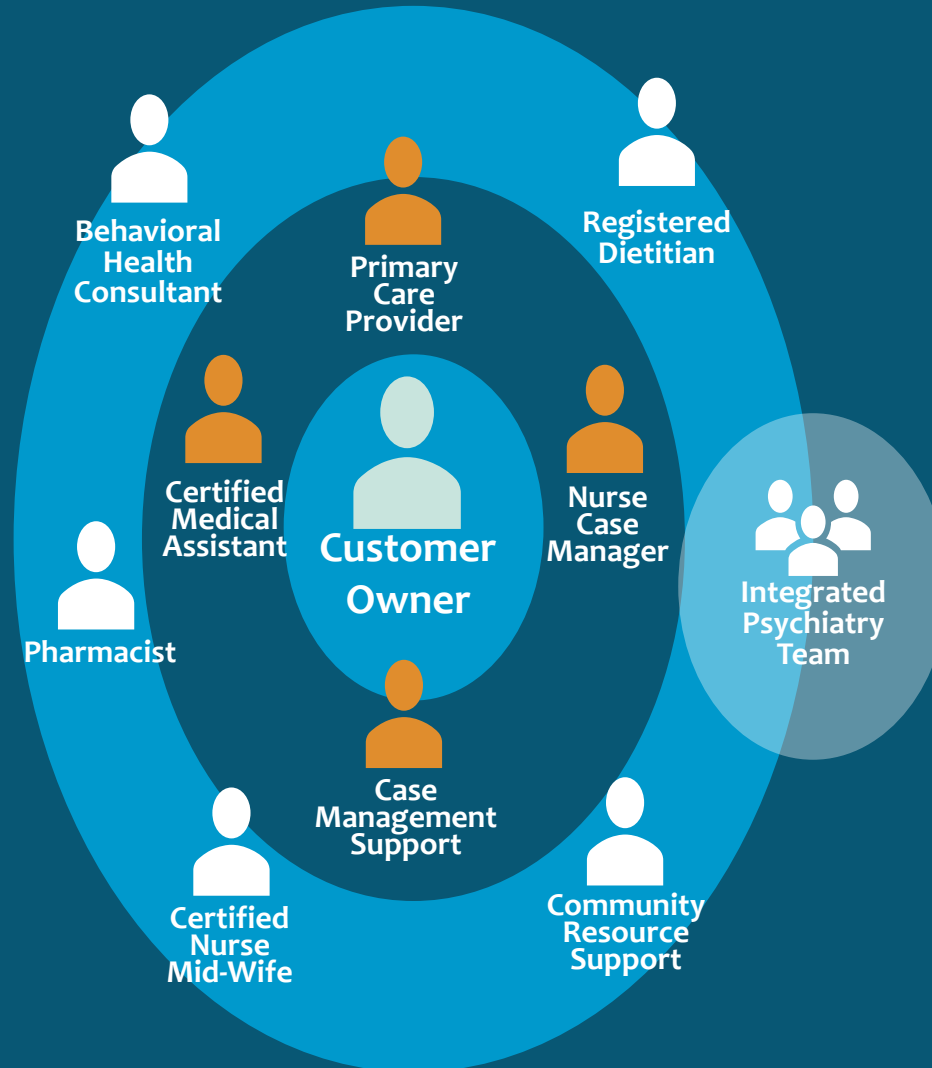 Behavioral
Health
Consultant
Registered
Dietitian
Primary
Care
Provider
Certified
Medical
Assistant
Nurse
Case
Manager
Customer
Owner
Integrated
Psychiatry
Team
Pharmacist
Case
Management
Support
Certified
Nurse
Mid-Wife
Community
Resource
Support